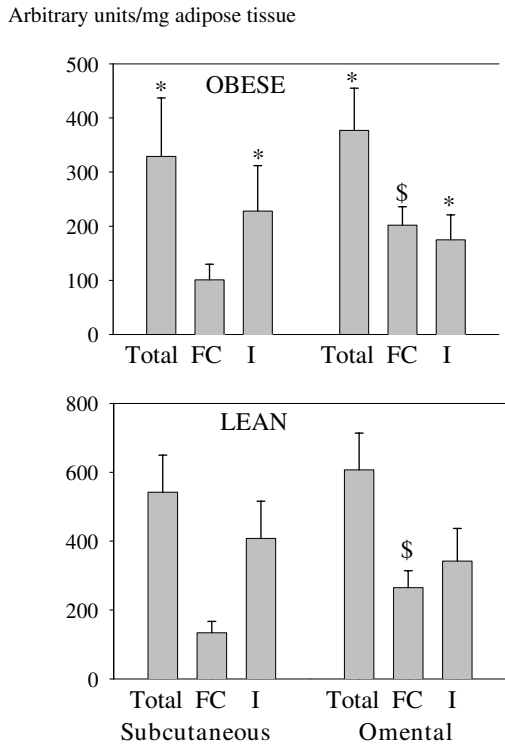 Arbitrary units/mg adipose tissue
500
OBESE
*
*
400
*
300
$
*
200
100
0
Total FC I Total FC I
800
LEAN
600
$
400
200
0
Total FC I Total FC I
Subcutaneous Omental